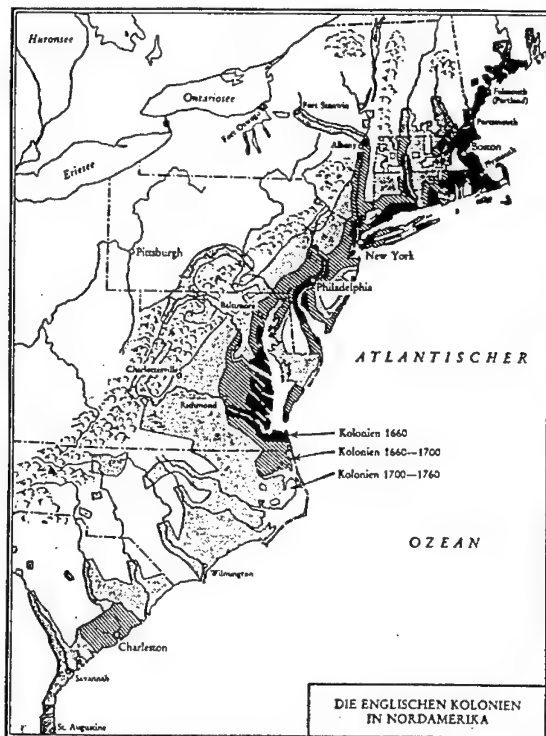 Huronsee
Ontariosee
Fort Oswego
Fort Stanwix
Falmouth
(Portland)
Portsmouth
Albany
Boston
Plymouth
Eriesee
New York
Pittsburgh
Philadelphia
Baltimore
ATLANTISCHER
Charlottesville
Richmond
Kolonien 1660
Kolonien 1660—1700
Kolonien 1700—1760
OZEAN
Wilmington
Charleston
Savannah
St. Augustine
DIE ENGLISCHEN KOLONIEN
IN NORDAMERIKA